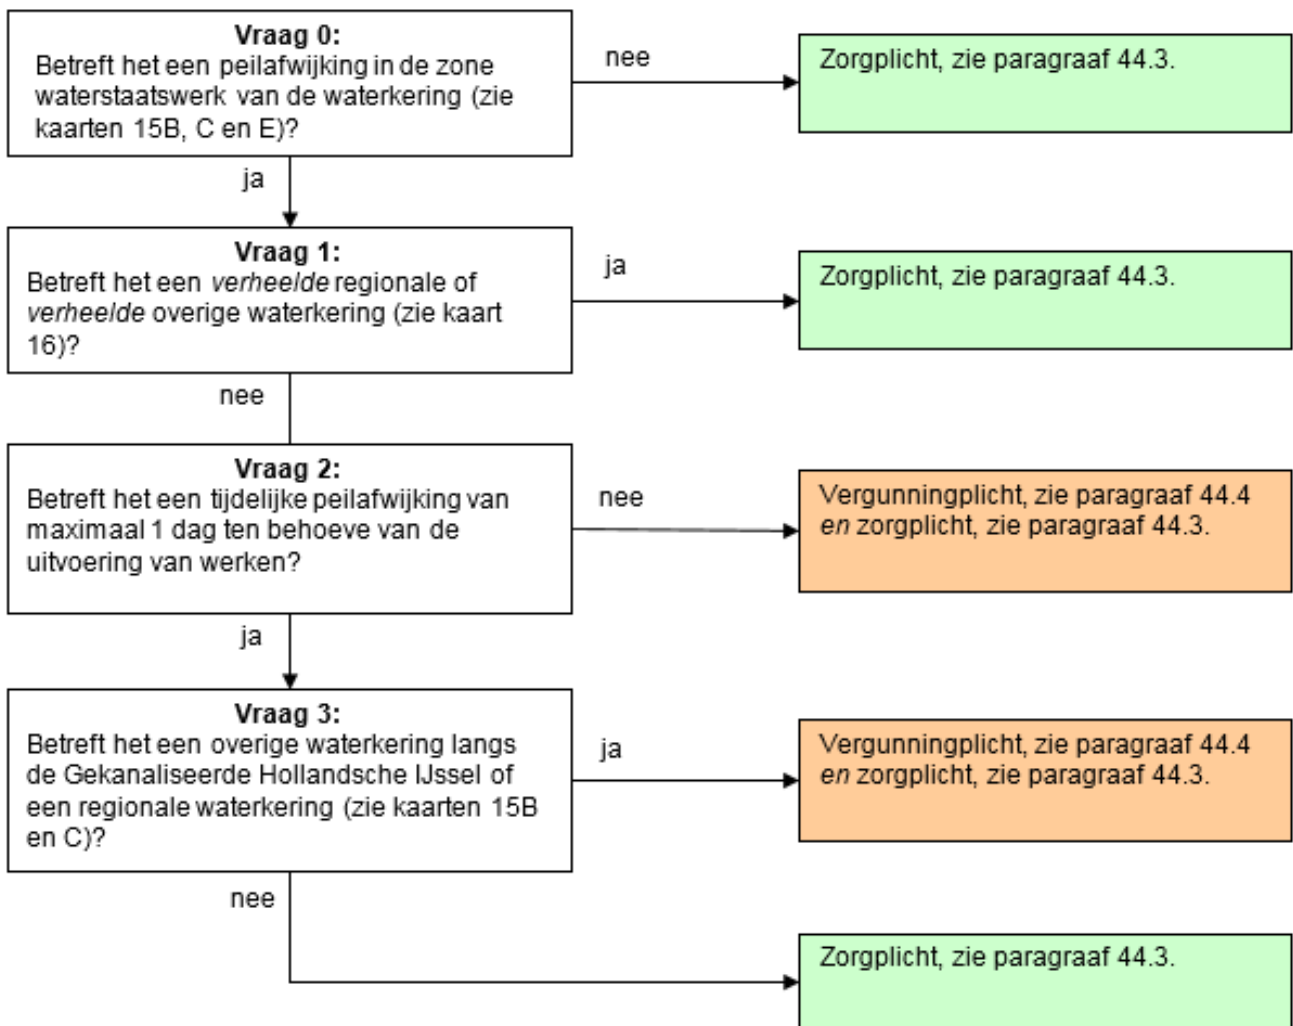 Vraag 0:
Betreft het een peilafwijking in de zone
waterstaatswerk van de waterkering (zie
kaarten 15B, C en E)?
nee
Zorgplicht, zie paragraaf 44.3.
ja
Vraag 1:
Betreft het een verheelde regionale of
verheelde overige waterkering (zie kaart
16)?
ja
Zorgplicht, zie paragraaf 44.3.
nee
Vraag 2:
Betreft het een tijdelijke peilafwijking van
maximaal 1 dag ten behoeve van de
uitvoering van werken?
nee
Vergunningplicht, zie paragraaf 44.4
en zorgplicht, zie paragraaf 44.3.
ja
Vraag 3:
Betreft het een overige waterkering langs
de Gekanaliseerde Hollandsche IJssel of
een regionale waterkering (zie kaarten 15B
en C)?
ja
Vergunningplicht, zie paragraaf 44.4
en zorgplicht, zie paragraaf 44.3.
nee
Zorgplicht, zie paragraaf 44.3.